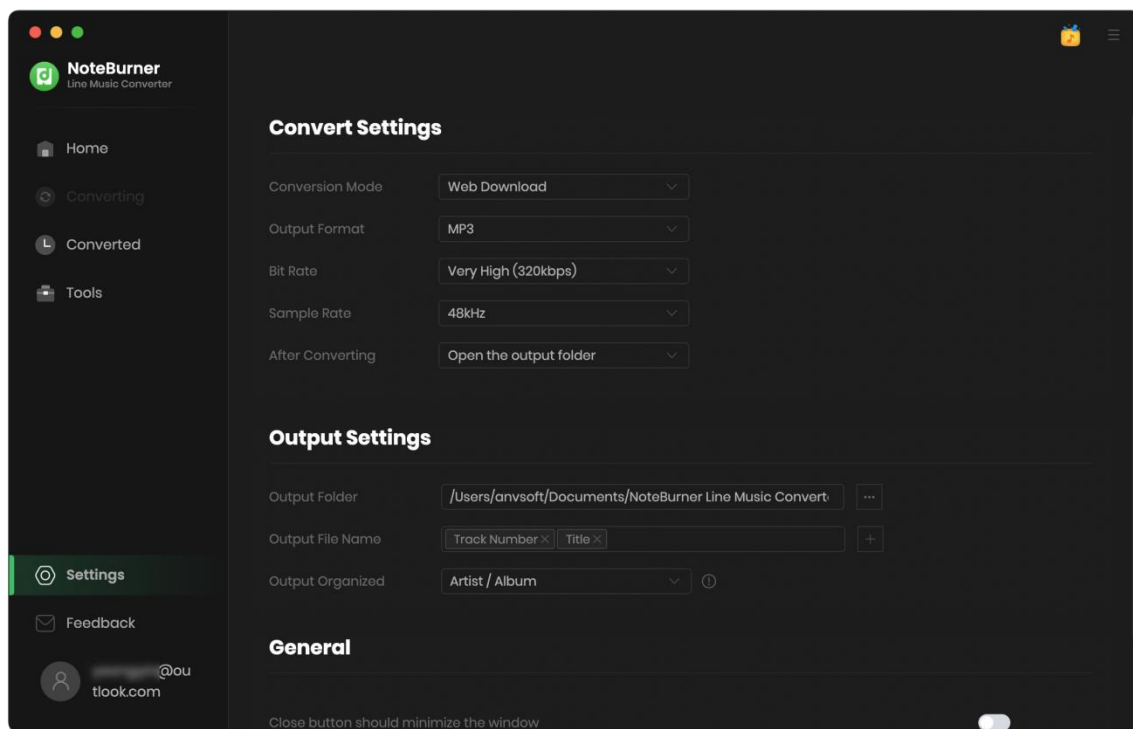 NoteBurner
Line Music Converter
Home
Converting
Converted
Tools
Settings
Feedback
@ou
tlook.com
Convert Settings
Conversion Mode Web Download
Output Format MP3
Bit Rate Very High (320kbps)
Sample Rate 48kHz
After Converting Open the output folder
Output Settings
Output Folder /Users/anvsoft/Documents/NoteBurner Line Music Convert
Output File Name Track Number Title
Output Organized Artist / Album
General
Close button should minimize the window